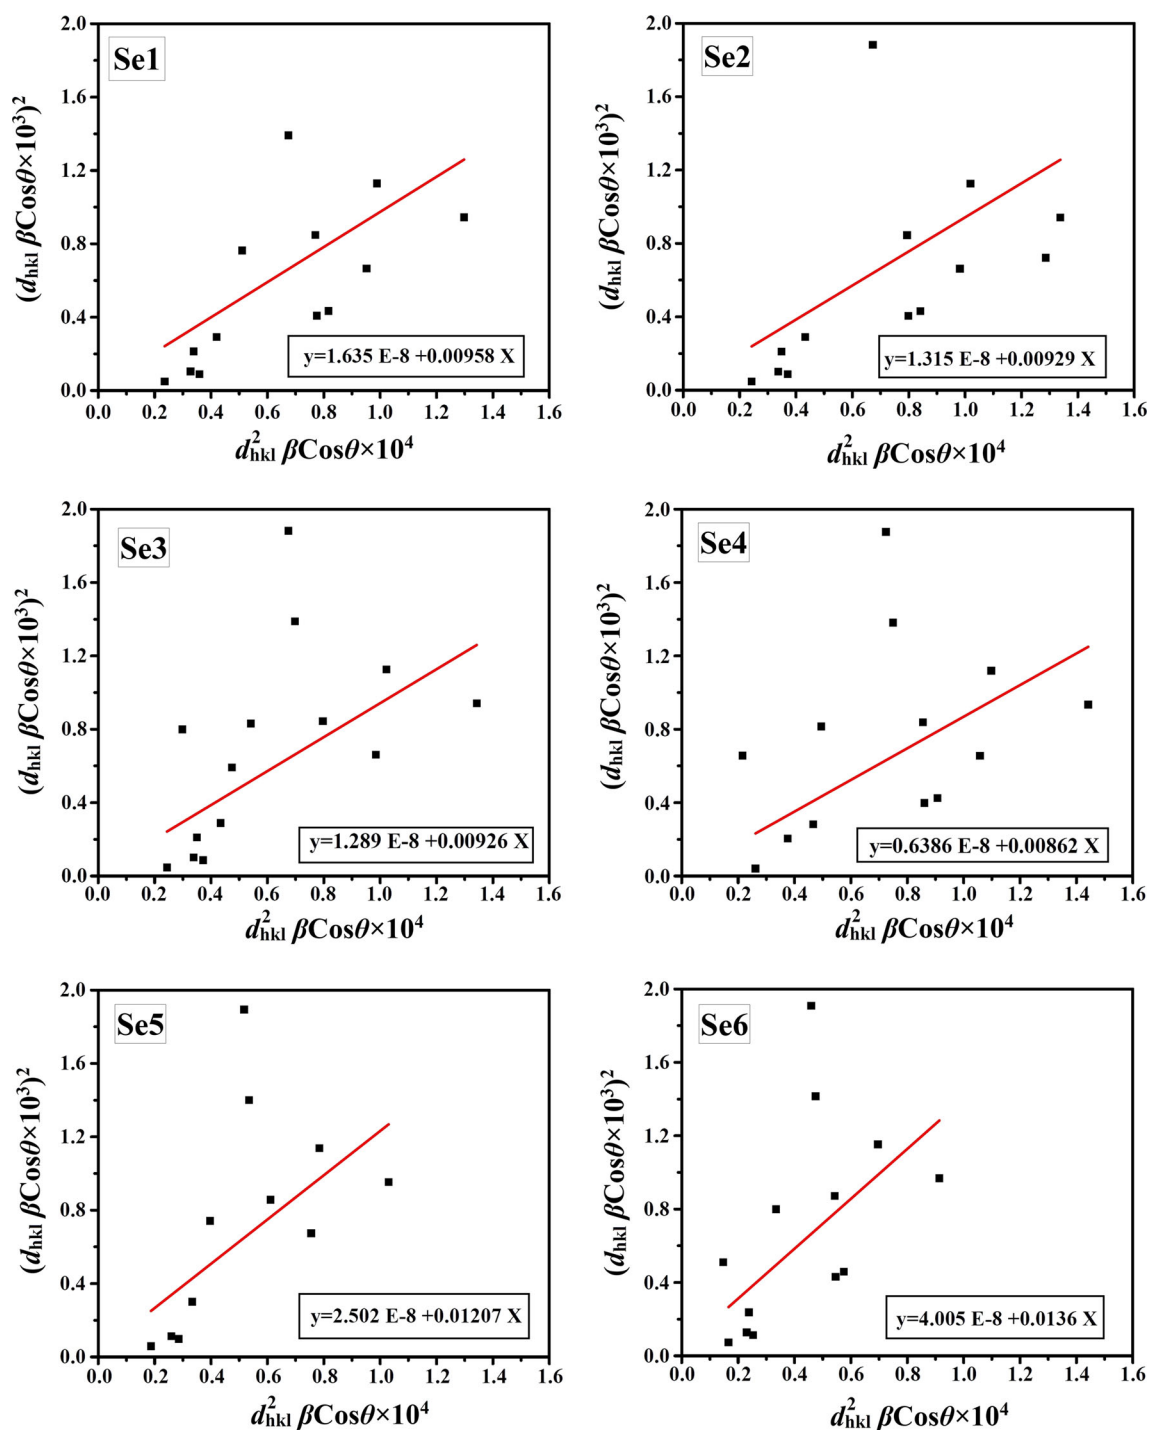 Se1
(d_hkl βCosθ×10³)²
2.0
1.6
1.2
0.8
0.4
0.0
y=1.635 E-8 +0.00958 X
0.0 0.2 0.4 0.6 0.8 1.0 1.2 1.4 1.6
d²_hkl βCosθ×10⁴
Se2
(d_hkl βCosθ×10³)²
2.0
1.6
1.2
0.8
0.4
0.0
y=1.315 E-8 +0.00929 X
0.0 0.2 0.4 0.6 0.8 1.0 1.2 1.4 1.6
d²_hkl βCosθ×10⁴
Se3
(d_hkl βCosθ×10³)²
2.0
1.6
1.2
0.8
0.4
0.0
y=1.289 E-8 +0.00926 X
0.0 0.2 0.4 0.6 0.8 1.0 1.2 1.4 1.6
d²_hkl βCosθ×10⁴
Se4
(d_hkl βCosθ×10³)²
2.0
1.6
1.2
0.8
0.4
0.0
y=0.6386 E-8 +0.00862 X
0.0 0.2 0.4 0.6 0.8 1.0 1.2 1.4 1.6
d²_hkl βCosθ×10⁴
Se5
(d_hkl βCosθ×10³)²
2.0
1.6
1.2
0.8
0.4
0.0
y=2.502 E-8 +0.01207 X
0.0 0.2 0.4 0.6 0.8 1.0 1.2 1.4 1.6
d²_hkl βCosθ×10⁴
Se6
(d_hkl βCosθ×10³)²
2.0
1.6
1.2
0.8
0.4
0.0
y=4.005 E-8 +0.0136 X
0.0 0.2 0.4 0.6 0.8 1.0 1.2 1.4 1.6
d²_hkl βCosθ×10⁴